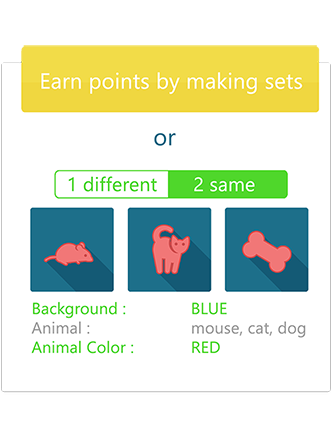 Earn points by making sets
or
1 different 2 same
Background : BLUE
Animal : mouse, cat, dog
Animal Color : RED